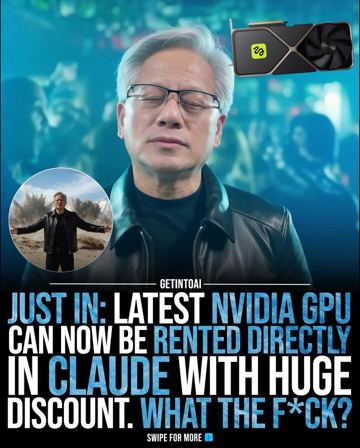 GETINTOAI
JUST IN: LATEST NVIDIA GPU
CAN NOW BE RENTED DIRECTLY
IN CLAUDE WITH HUGE
DISCOUNT. WHAT THE F*CK?
SWIPE FOR MORE